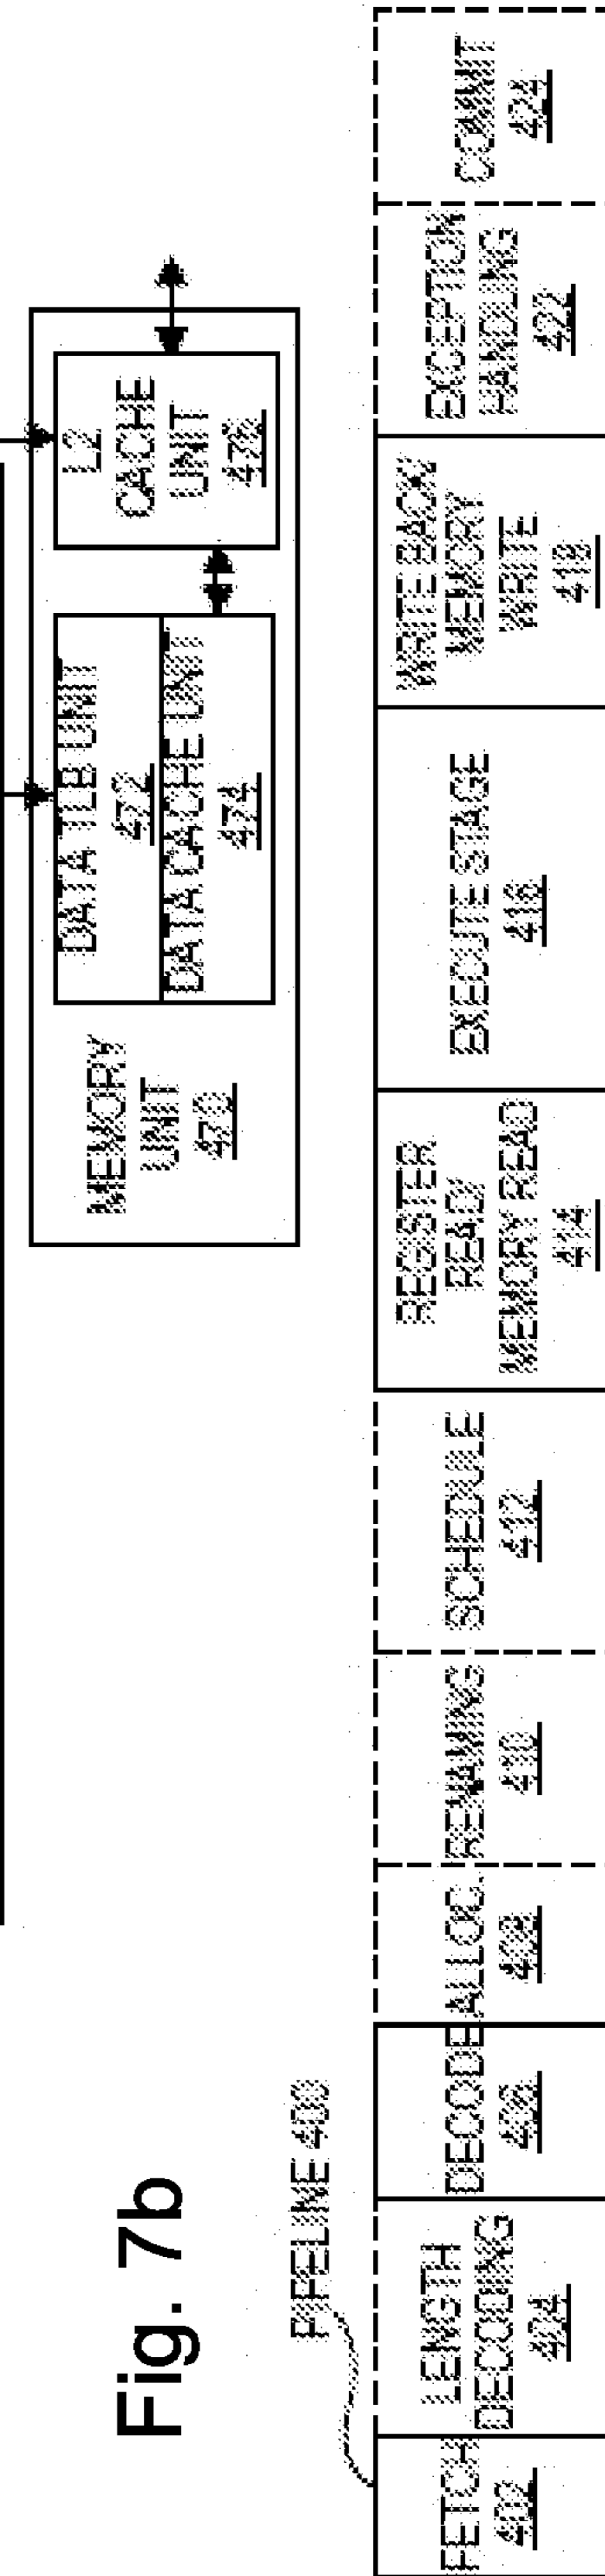 MEMORY
UNIT
470
DATA TLB UNIT
472
DATA CACHE UNIT
474
L2
CACHE
UNIT
476
Fig. 7b
PIPELINE 400
FETCH
402
LENGTH
DECODING
404
DECODE
406
ALLOC.
408
RENAMING
410
SCHEDULE
412
REGISTER
READ/
MEMORY READ
414
EXECUTE STAGE
416
WRITE BACK/
MEMORY
WRITE
418
EXCEPTION
HANDLING
422
COMMIT
424